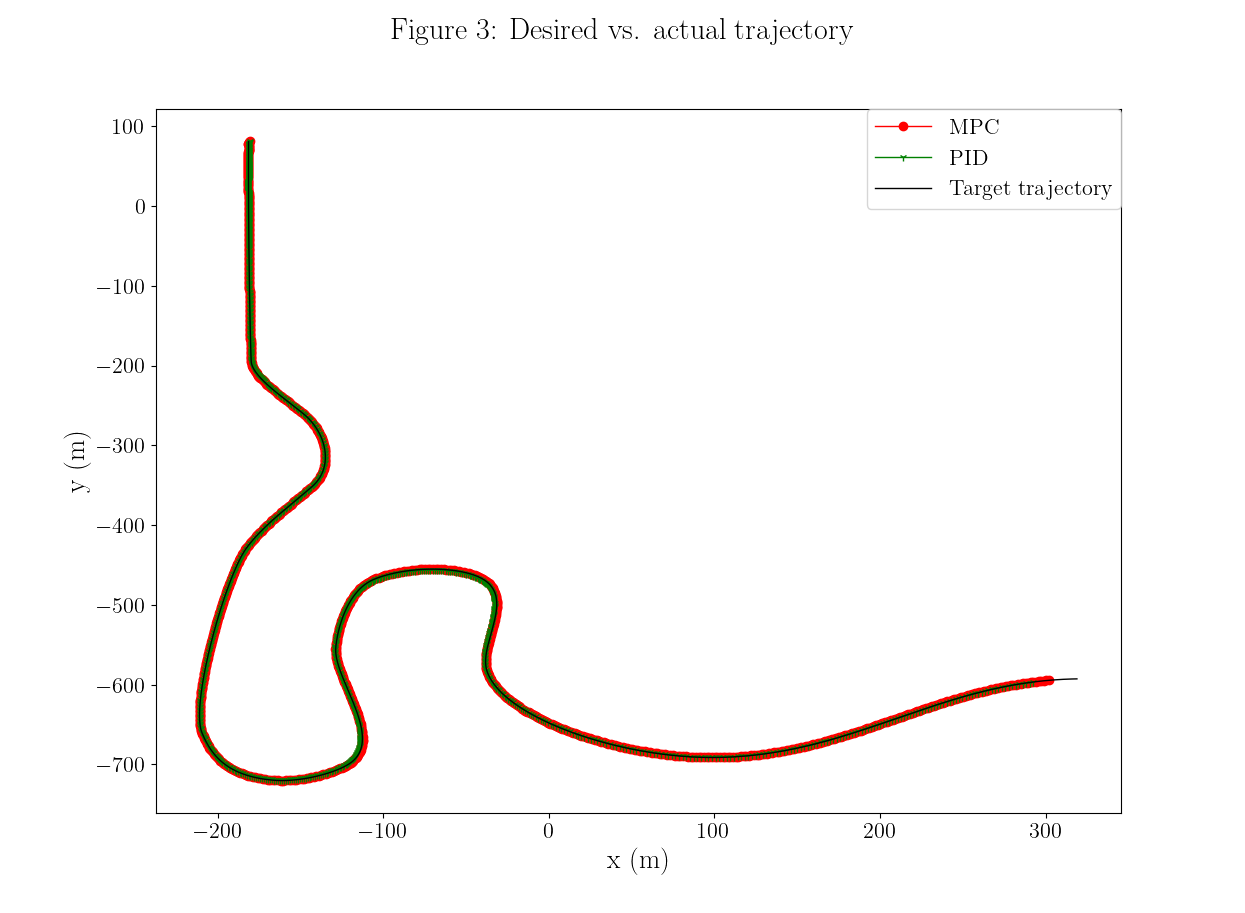 Figure 3: Desired vs. actual trajectory
MPC
PID
Target trajectory
100
0
−100
−200
−300
−400
−500
−600
−700
y (m)
−200
−100
0
100
200
300
x (m)